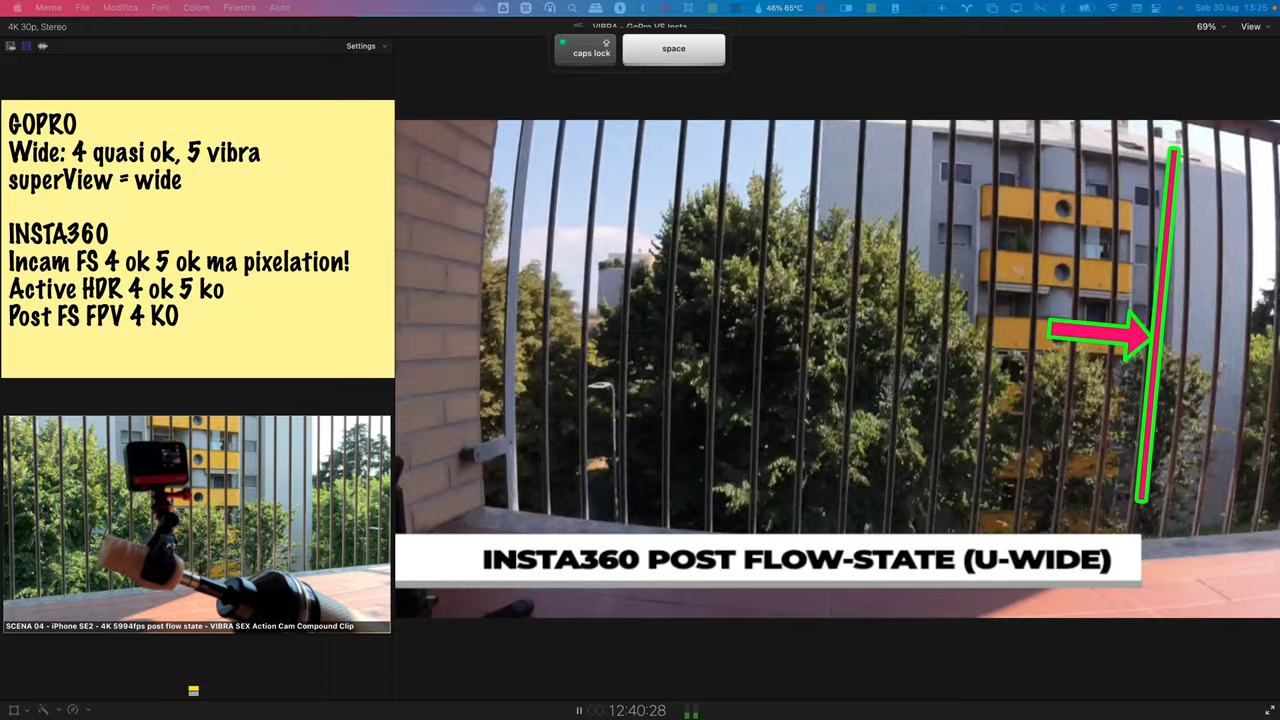 Memo File Modifica Font Colore Finestra Aiuto 46% 65°C Sab 30 lug 13:25
4K 30p, Stereo VIBRA - GoPro VS Insta 69% View
Settings
caps lock space
GOPRO
Wide: 4 quasi ok, 5 vibra
superView = wide
INSTA360
Incam FS 4 ok 5 ok ma pixelation!
Active HDR 4 ok 5 ko
Post FS FPV 4 KO
INSTA360 POST FLOW-STATE (U-WIDE)
SCENA 04 - iPhone SE2 - 4K 5994fps post flow state - VIBRA SEX Action Cam Compound Clip
00:12:40:28